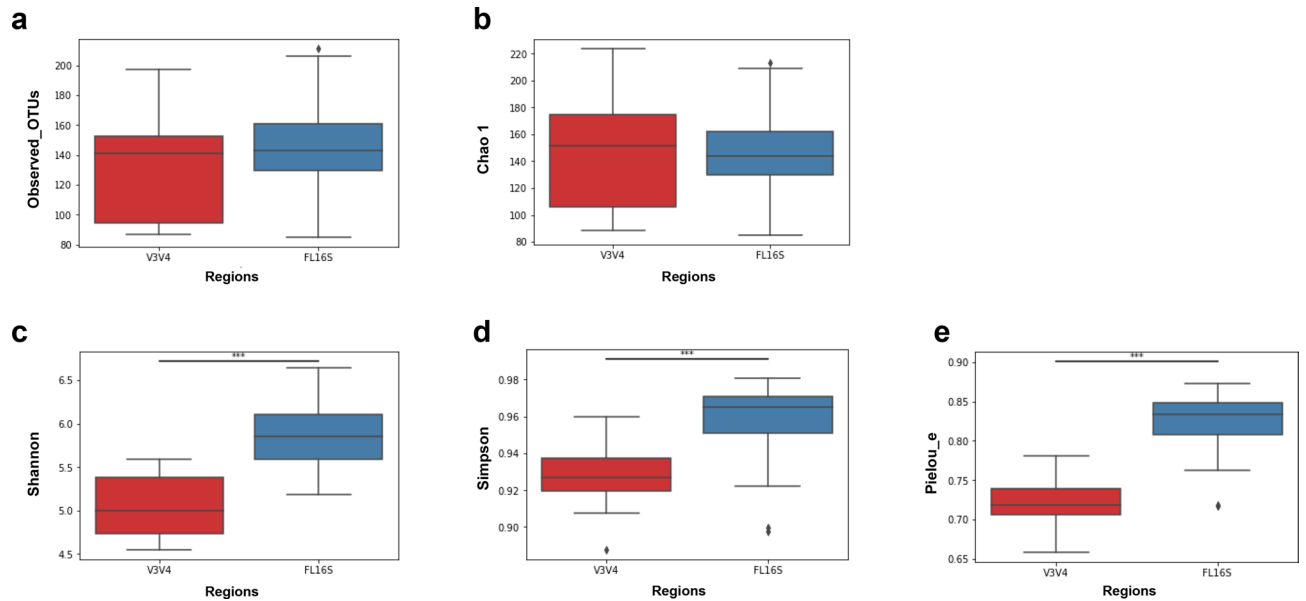 a
Observed_OTUs
200
180
160
140
120
100
80
V3V4
FL16S
Regions
b
Chao 1
220
200
180
160
140
120
100
80
V3V4
FL16S
Regions
c
Shannon
***
6.5
6.0
5.5
5.0
4.5
V3V4
FL16S
Regions
d
Simpson
***
0.98
0.96
0.94
0.92
0.90
V3V4
FL16S
Regions
e
Pielou_e
***
0.90
0.85
0.80
0.75
0.70
0.65
V3V4
FL16S
Regions